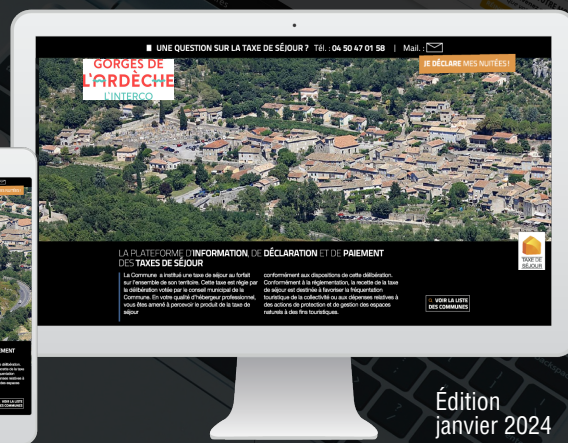 UNE QUESTION SUR LA TAXE DE SÉJOUR ? Tél. : 04 50 47 01 58 | Mail. :
JE DÉCLARE MES NUITÉES !
GORGES DE
L'ARDÈCHE
L'INTERCO
LA PLATEFORME D'INFORMATION, DE DÉCLARATION ET DE PAIEMENT
DES TAXES DE SÉJOUR
La Commune a institué une taxe de séjour au forfait
sur l'ensemble de son territoire. Cette taxe est régie par
la délibération votée par le conseil municipal de la
Commune. En votre qualité d'hébergeur professionnel,
vous êtes amené à percevoir le produit de la taxe de
séjour
conformément aux dispositions de cette délibération.
Conformément à la réglementation, la recette de la taxe
de séjour est destinée à favoriser la fréquentation
touristique de la collectivité ou aux dépenses relatives à
des actions de protection et de gestion des espaces
naturels à des fins touristiques.
TAXE DE
SÉJOUR
VOIR LA LISTE
DES COMMUNES
Édition
janvier 2024